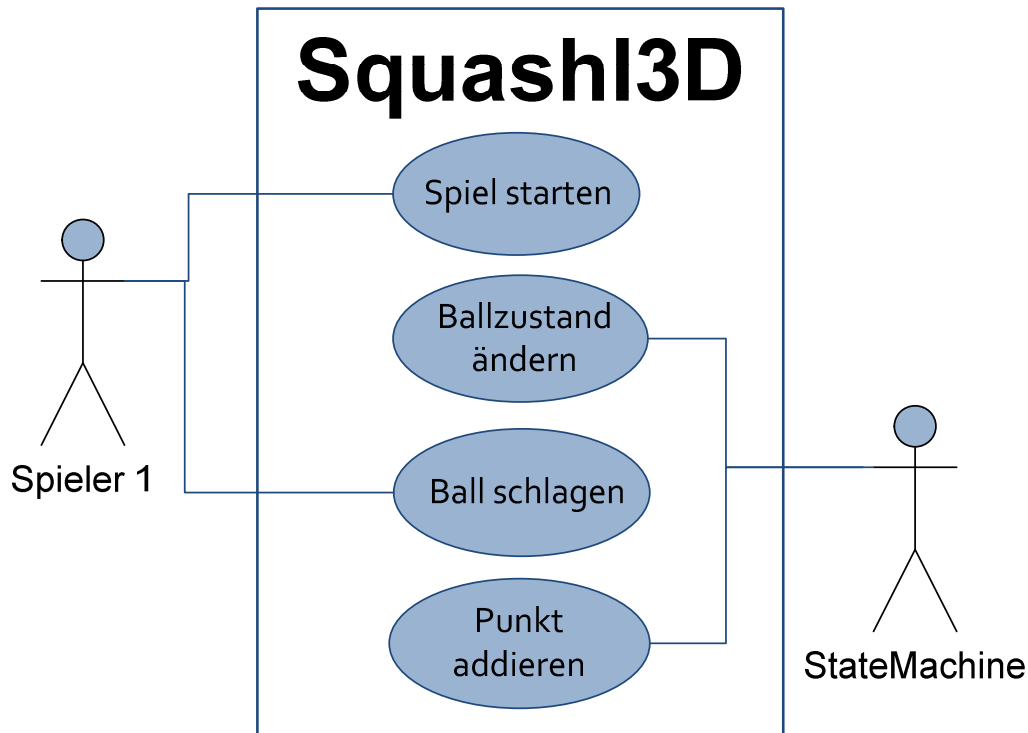 SquashI3D
Spiel starten
Ballzustand
ändern
Spieler 1
Ball schlagen
Punkt
addieren
StateMachine